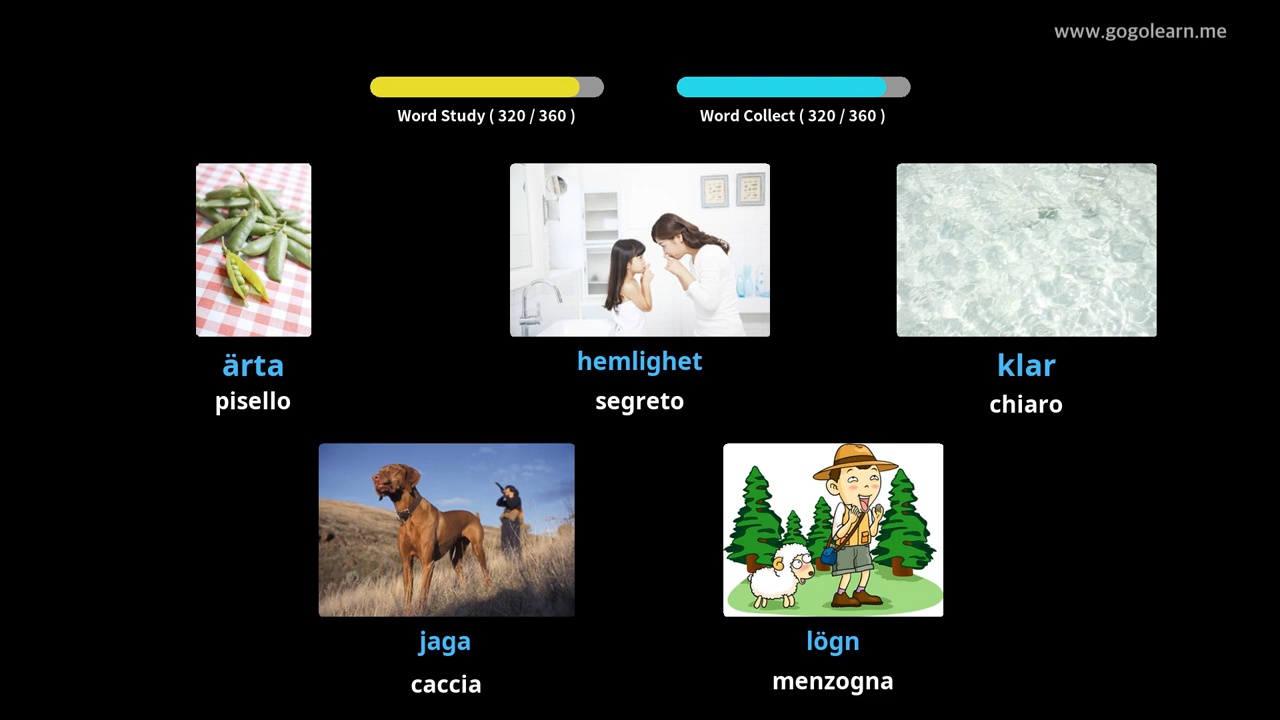 www.gogolearn.me
Word Study ( 320 / 360 )
Word Collect ( 320 / 360 )
ärta
pisello
hemlighet
segreto
klar
chiaro
jaga
caccia
lögn
menzogna